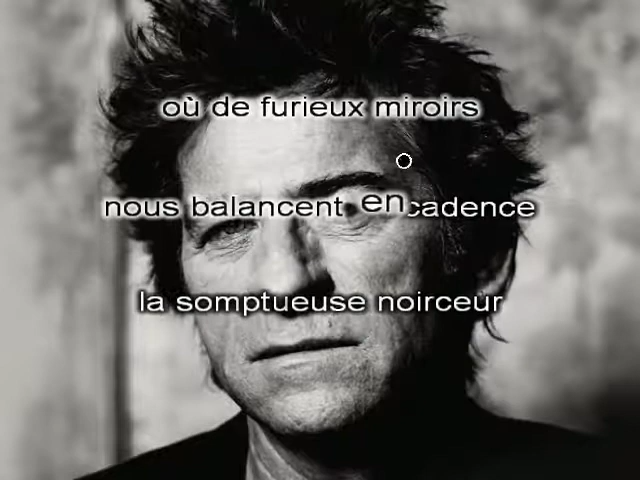 où de furieux miroirs
nous balancent en cadence
la somptueuse noirceur